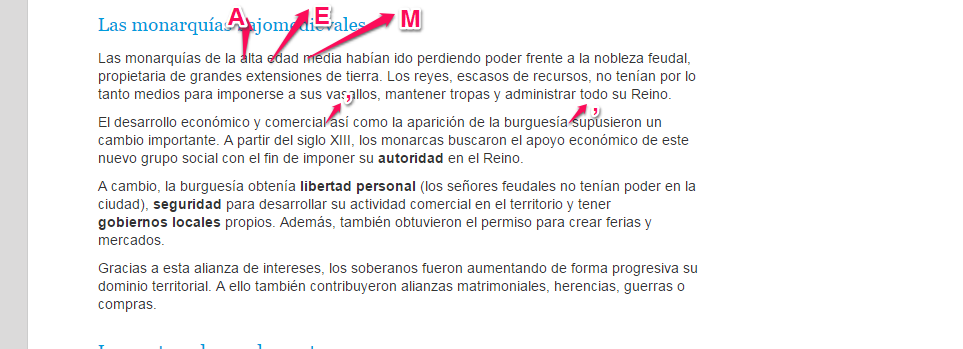 A E M
Las monarquías bajomedievales
Las monarquías de la alta edad media habían ido perdiendo poder frente a la nobleza feudal,
propietaria de grandes extensiones de tierra. Los reyes, escasos de recursos, no tenían por lo
tanto medios para imponerse a sus vasallos, mantener tropas y administrar todo su Reino.
, ,
El desarrollo económico y comercial así como la aparición de la burguesía supusieron un
cambio importante. A partir del siglo XIII, los monarcas buscaron el apoyo económico de este
nuevo grupo social con el fin de imponer su autoridad en el Reino.
A cambio, la burguesía obtenía libertad personal (los señores feudales no tenían poder en la
ciudad), seguridad para desarrollar su actividad comercial en el territorio y tener
gobiernos locales propios. Además, también obtuvieron el permiso para crear ferias y
mercados.
Gracias a esta alianza de intereses, los soberanos fueron aumentando de forma progresiva su
dominio territorial. A ello también contribuyeron alianzas matrimoniales, herencias, guerras o
compras.